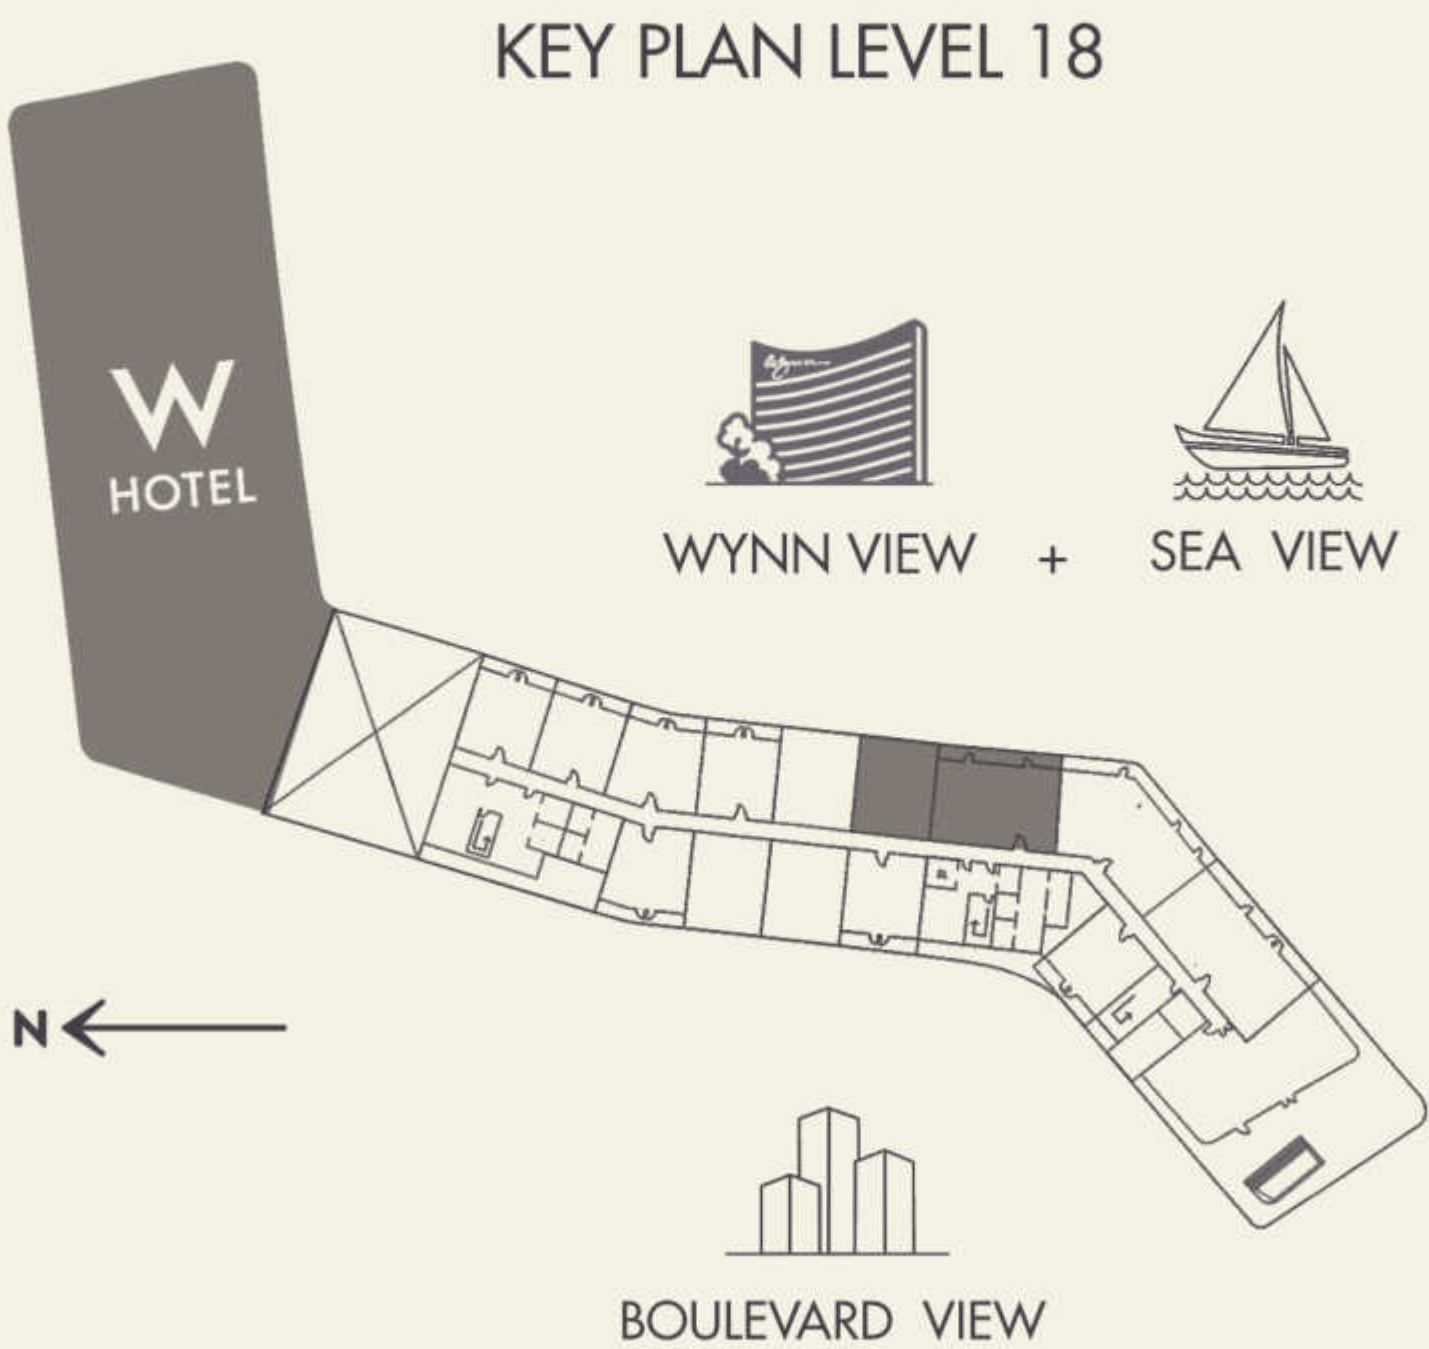 KEY PLAN LEVEL 18
W
HOTEL
WYNN VIEW + SEA VIEW
N
BOULEVARD VIEW